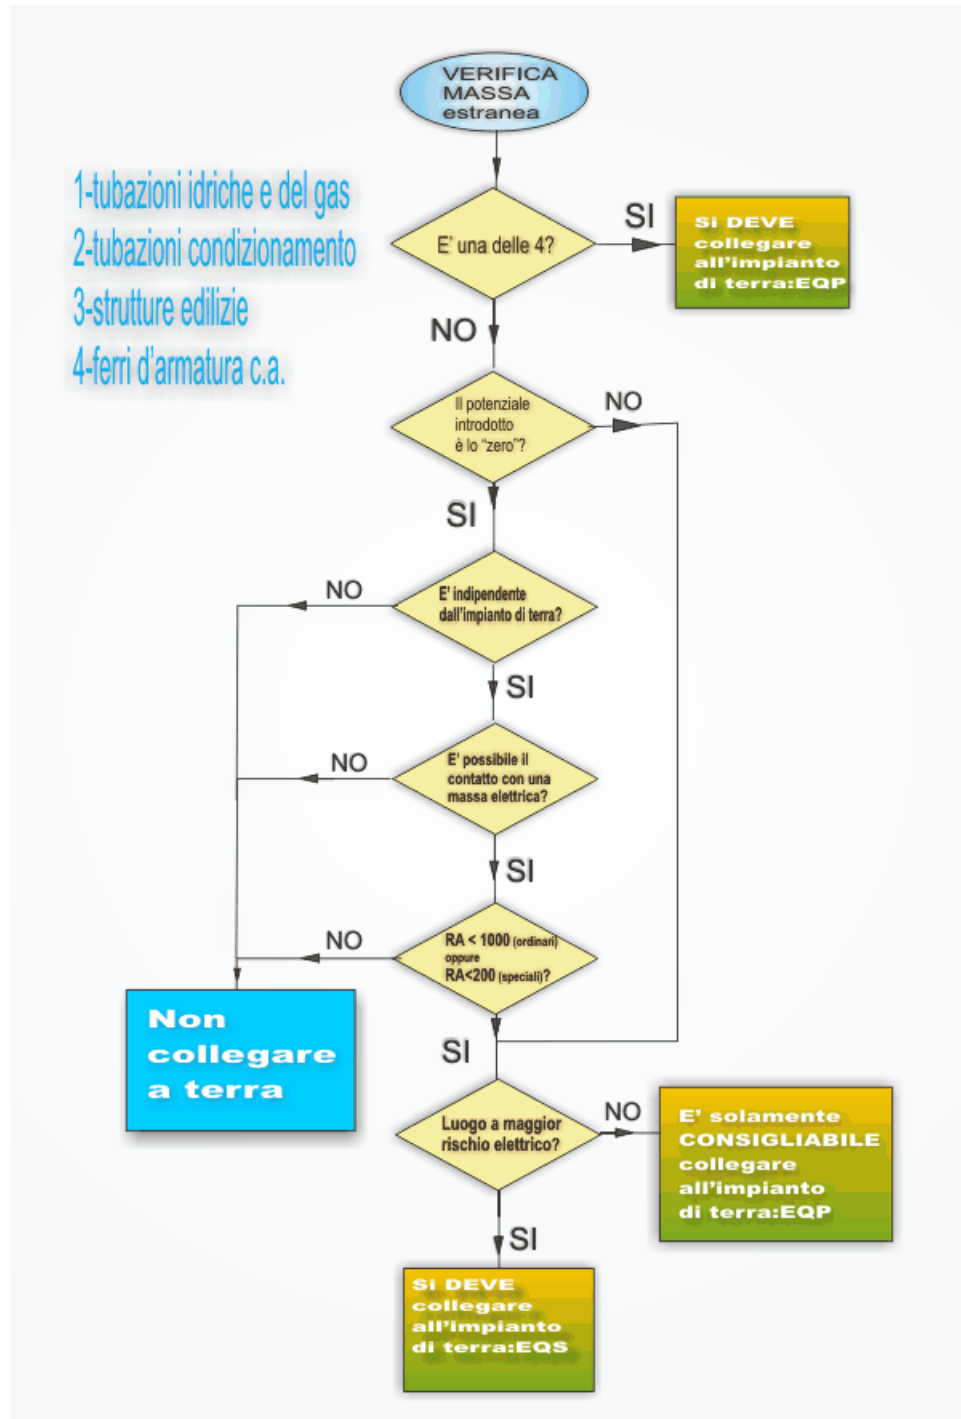 VERIFICA
MASSA
estranea
1-tubazioni idriche e del gas
2-tubazioni condizionamento
3-strutture edilizie
4-ferri d'armatura c.a.
E' una delle 4?
SI
Si DEVE
collegare
all'impianto
di terra:EQP
NO
Il potenziale
introdotto
è lo "zero"?
NO
SI
E' indipendente
dall'impianto di terra?
NO
SI
E' possibile il
contatto con una
massa elettrica?
NO
SI
RA < 1000 (ordinari)
oppure
RA<200 (speciali)?
NO
Non
collegare
a terra
SI
Luogo a maggior
rischio elettrico?
NO
E' solamente
CONSIGLIABILE
collegare
all'impianto
di terra:EQP
SI
Si DEVE
collegare
all'impianto
di terra:EQS